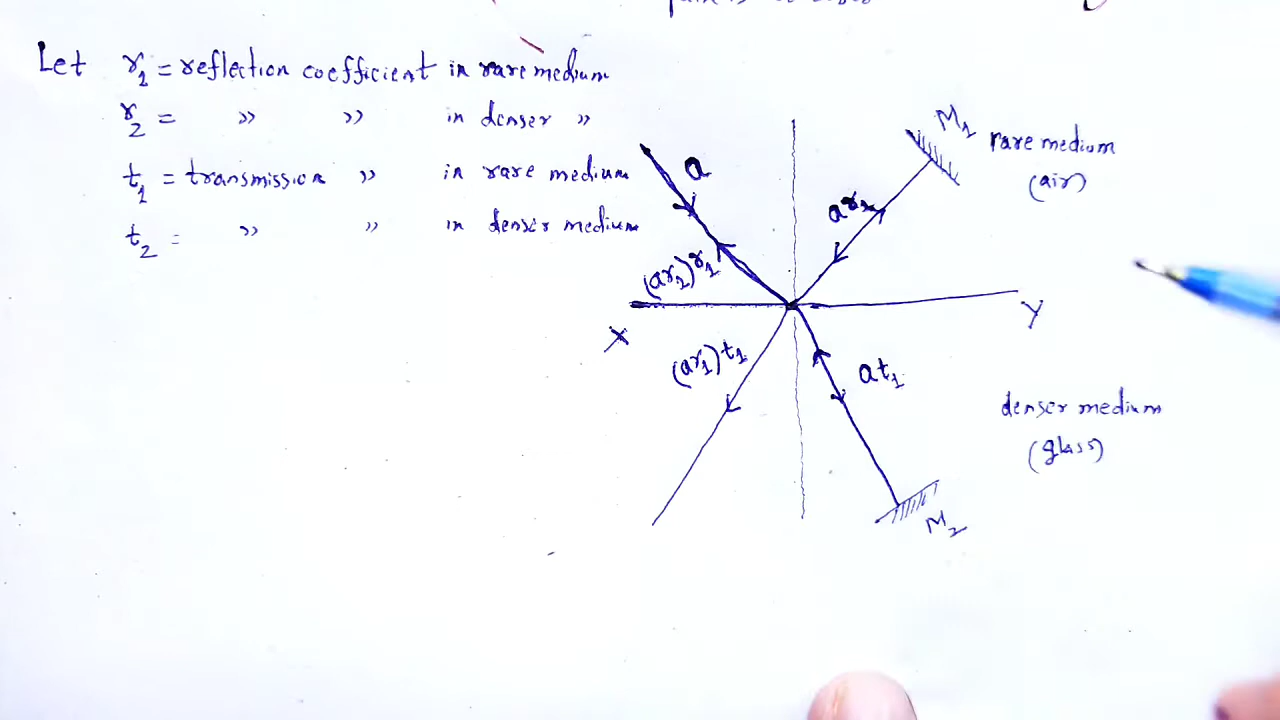 Let r₁ = reflection coefficient in rare medium
r₂ = " " in denser "
t₁ = transmission " in rare medium
t₂ = " " in denser medium
M₁
rare medium
(air)
a
ar₁
(ar₁)r₁
X
Y
(ar₁)t₁
at₁
denser medium
(glass)
M₂